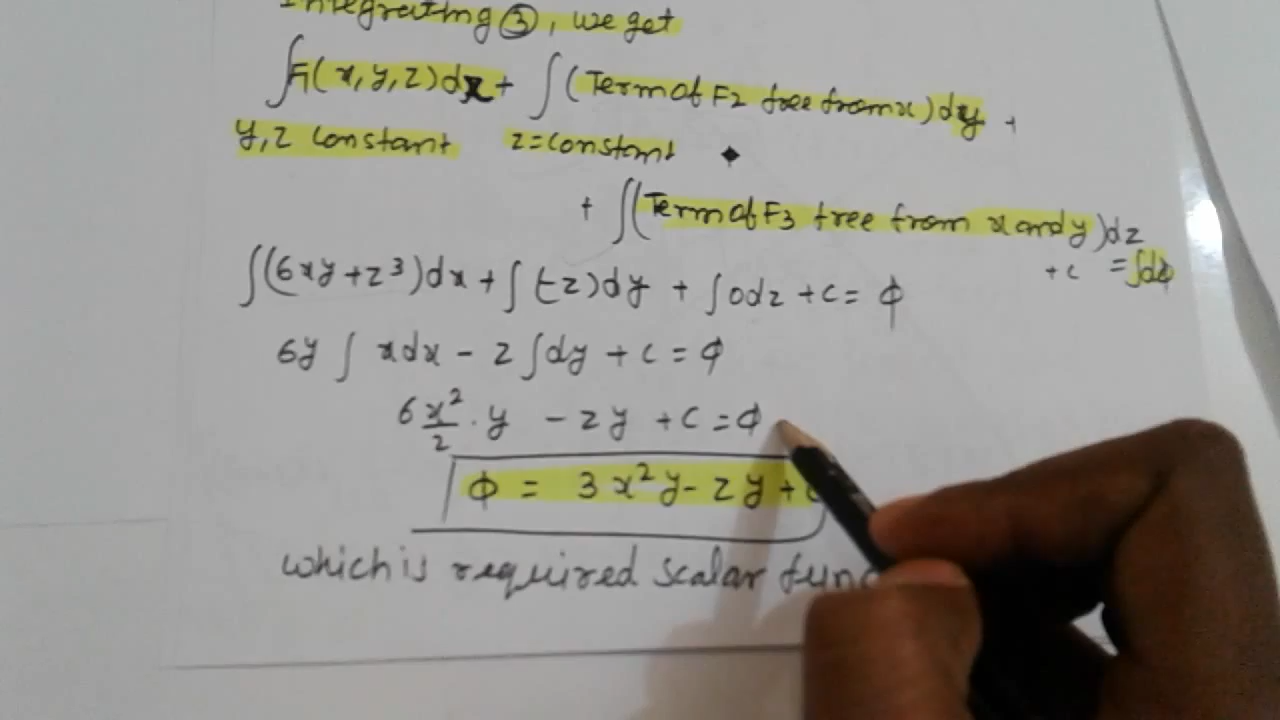 Integrating ③, we get
∫F₁(x,y,z)dx + ∫(Term of F2 free from x)dy +
y,z constant z=constant
+ ∫(Term of F3 free from x and y)dz
+c =∫dϕ
∫(6xy+z³)dx + ∫(-z)dy + ∫0dz + c = ϕ
6y ∫ xdx - z ∫dy + c = ϕ
6 x²/2 . y - zy + c = ϕ
ϕ = 3x²y - zy + c
which is required scalar